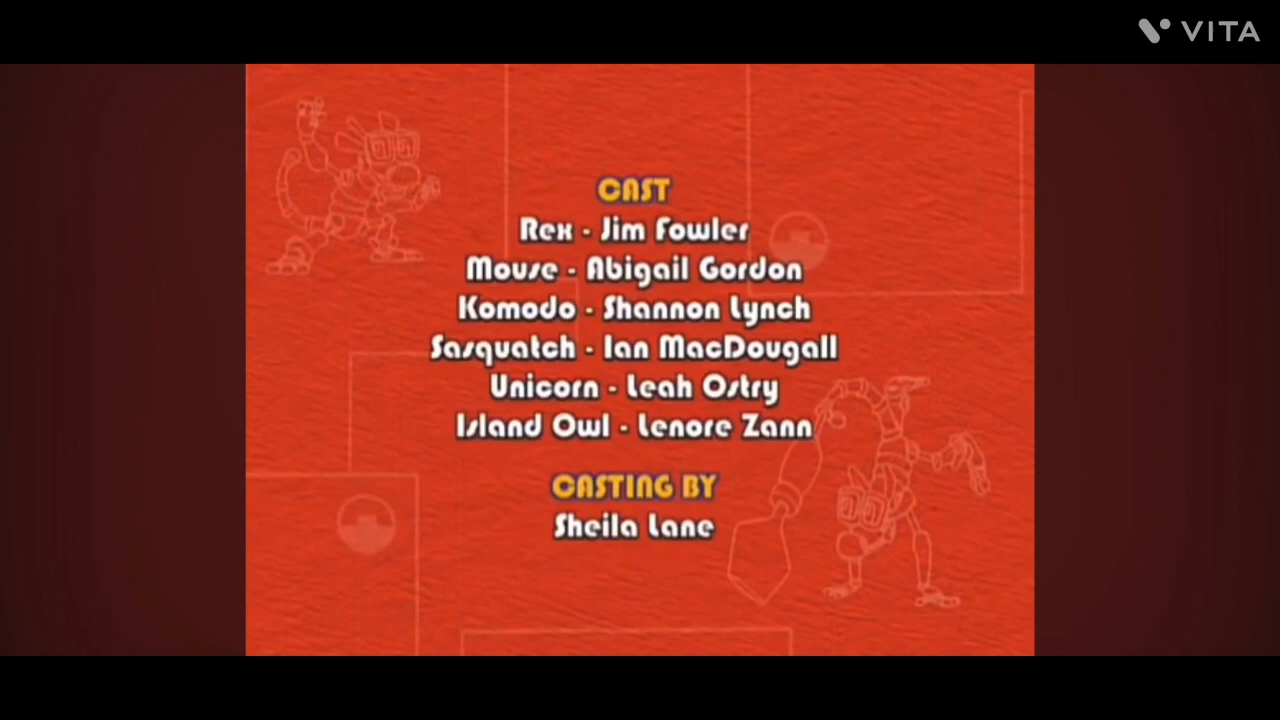 VITA
CAST
Rex - Jim Fowler
Mouse - Abigail Gordon
Komodo - Shannon Lynch
Sasquatch - Ian MacDougall
Unicorn - Leah Ostry
Island Owl - Lenore Zann
CASTING BY
Sheila Lane